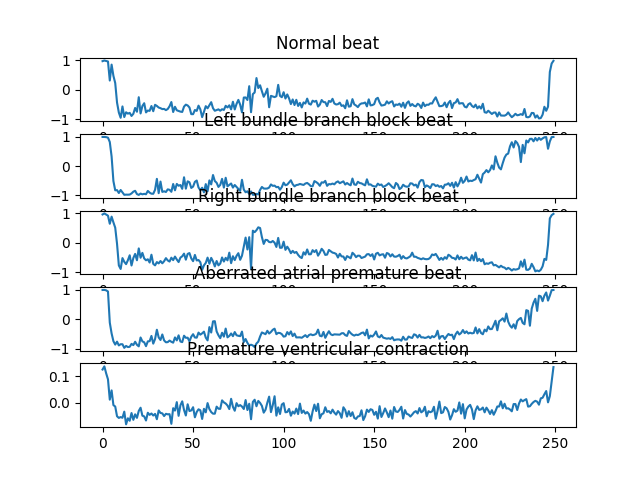 Normal beat
1
0
−1
Left bundle branch block beat
1
0
−1
Right bundle branch block beat
1
0
−1
Aberrated atrial premature beat
1
0
−1
Premature ventricular contraction
0.1
0.0
0 50 100 150 200 250